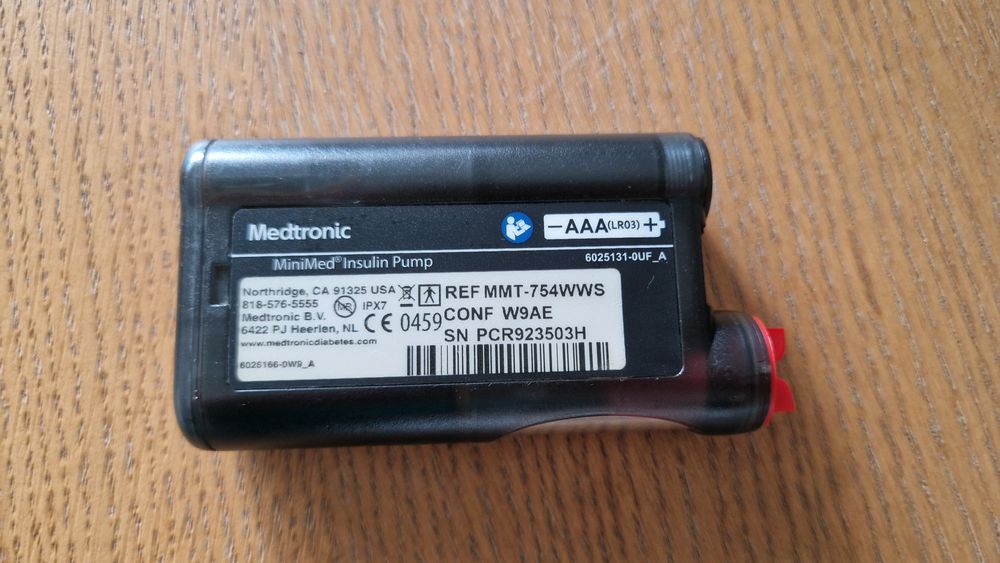 Medtronic
−AAA(LR03)+
6025131-0UF_A
MiniMed® Insulin Pump
Northridge, CA 91325 USA
818-576-5555
Medtronic B.V.
6422 PJ Heerlen, NL
www.medtronicdiabetes.com
6025166-0W9_A
MR
IPX7
CE 0459
REF MMT-754WWS
CONF W9AE
SN PCR923503H